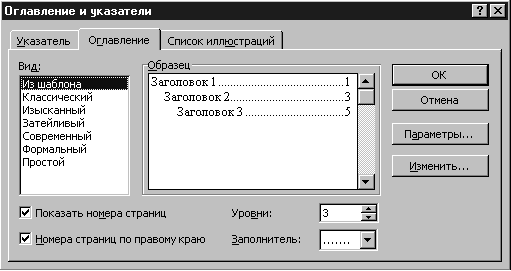 Оглавление и указатели
Указатель Оглавление Список иллюстраций
Вид:
Из шаблона
Классический
Изысканный
Затейливый
Современный
Формальный
Простой
Образец
Заголовок 1..........................................1
Заголовок 2....................................3
Заголовок 3..............................5
ОК
Отмена
Параметры...
Изменить...
Показать номера страниц
Уровни: 3
Номера страниц по правому краю
Заполнитель: .......